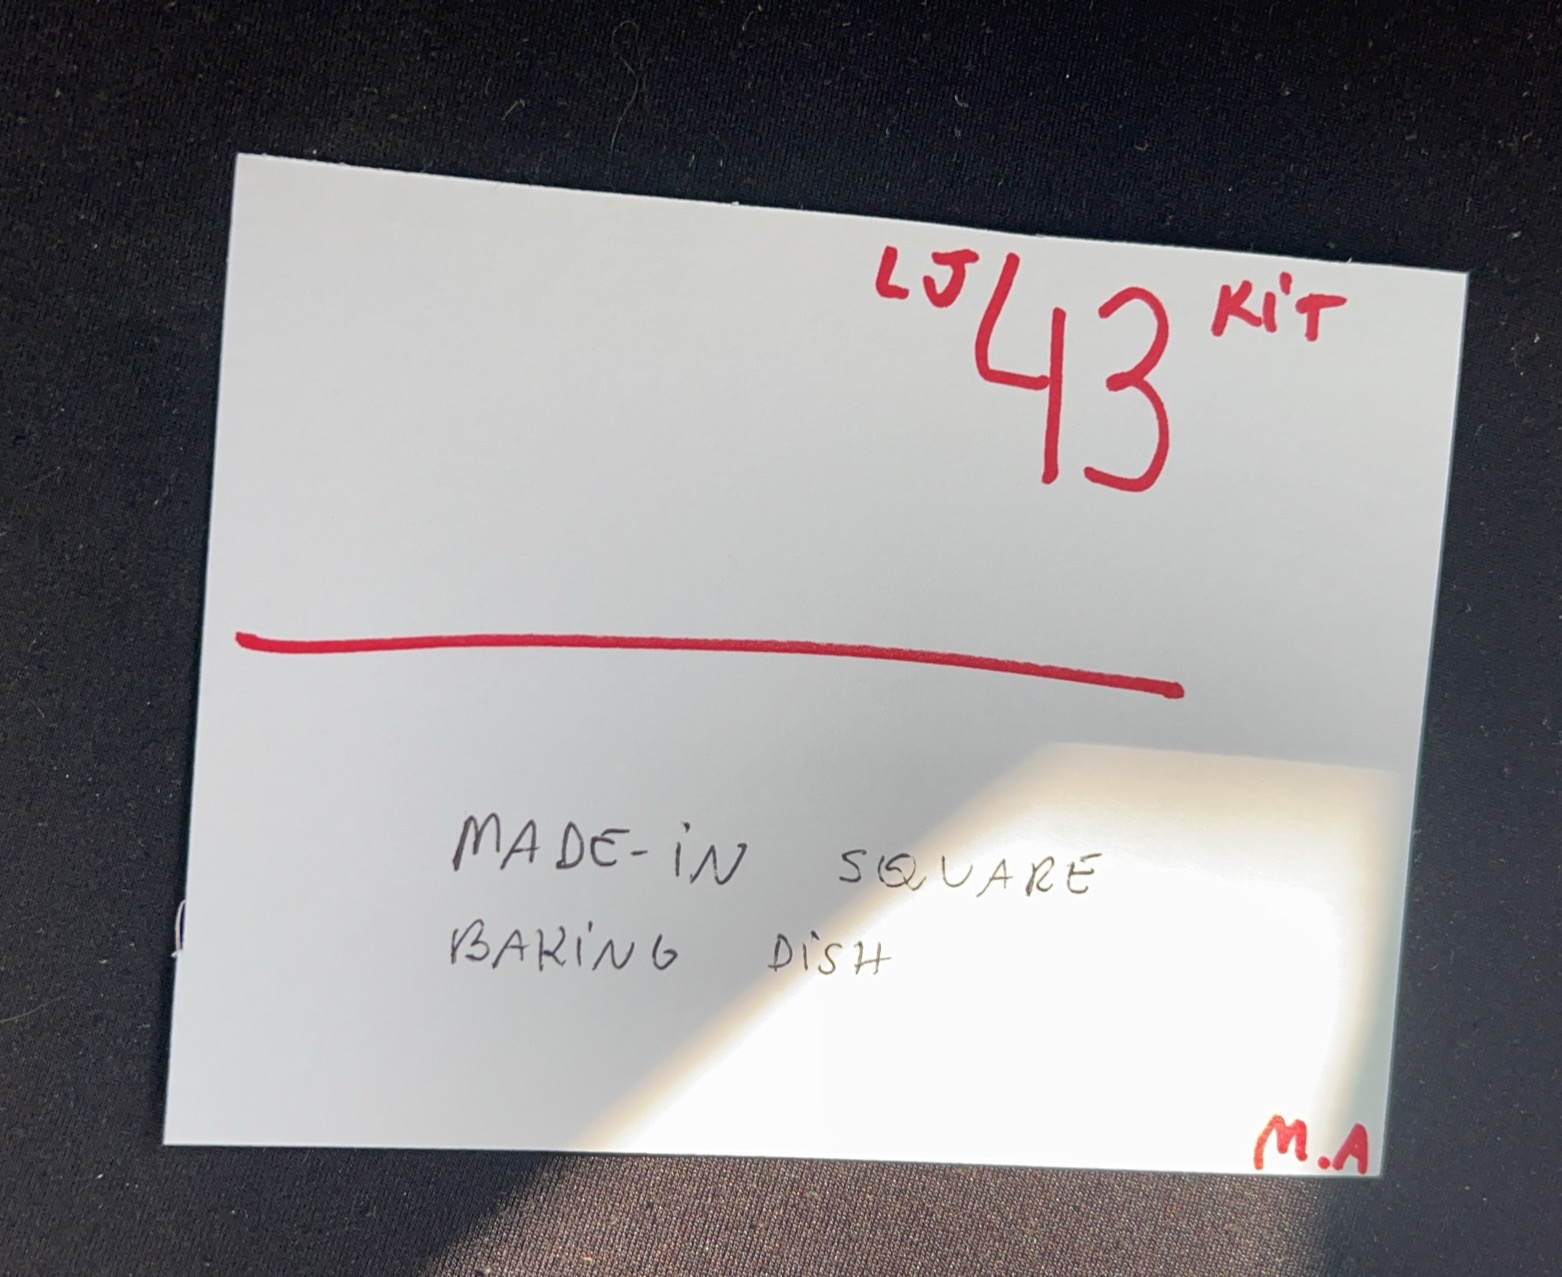 LJ 43 KiT
MADE-iN SQUARE
BAKiNG DiSH
M.A